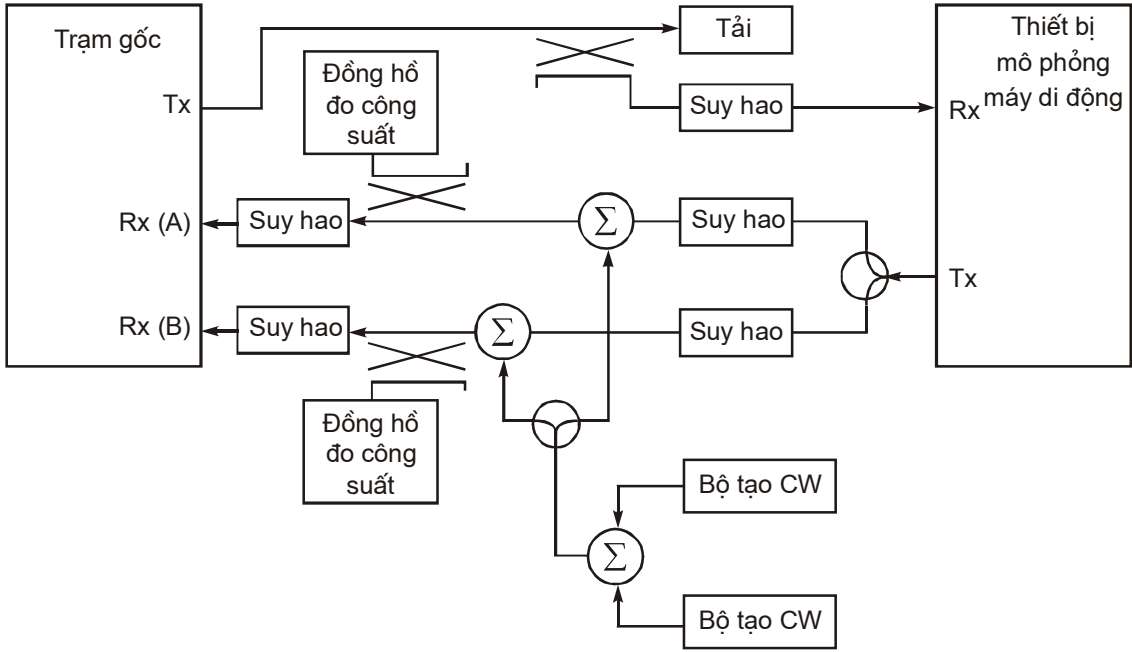 Trạm gốc
Tx
Rx (A)
Rx (B)
Đồng hồ
đo công
suất
Tải
Suy hao
Thiết bị
mô phỏng
máy di động
Rx
Tx
Suy hao
Σ
Suy hao
Suy hao
Σ
Suy hao
Đồng hồ
đo công
suất
Bộ tạo CW
Σ
Bộ tạo CW